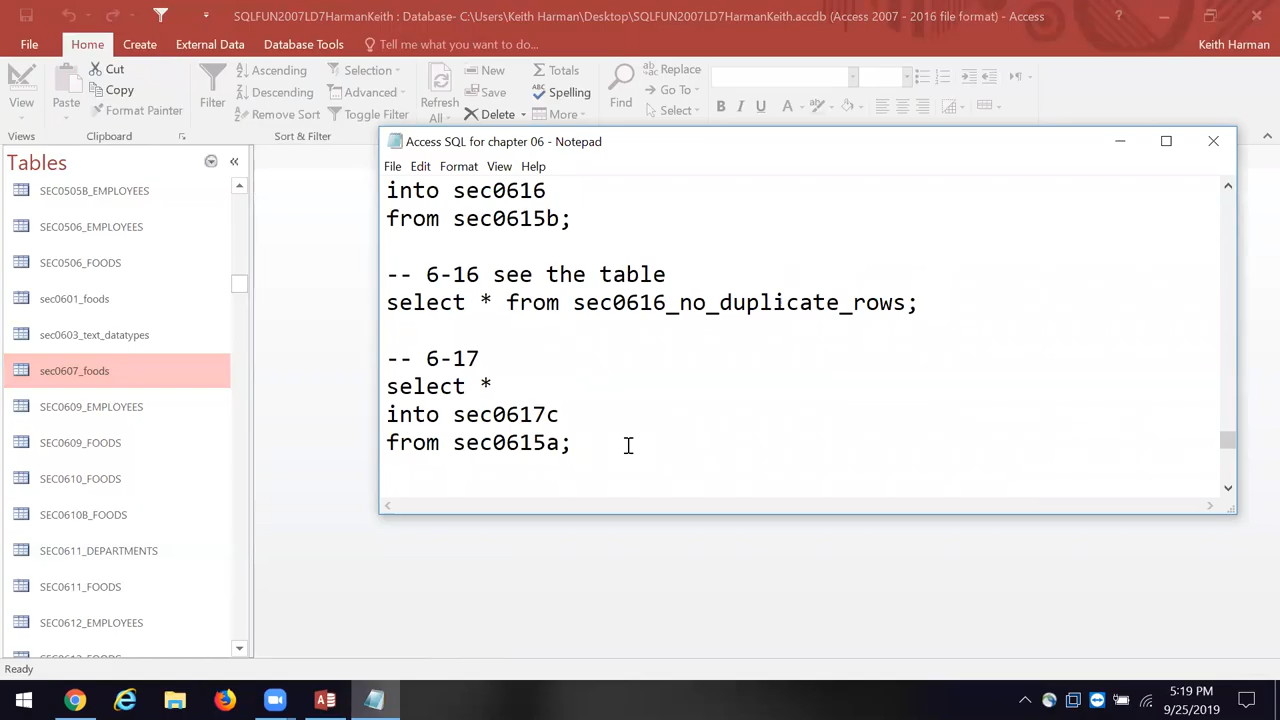 SQLFUN2007LD7HarmanKeith : Database- C:\Users\Keith Harman\Desktop\SQLFUN2007LD7HarmanKeith.accdb (Access 2007 - 2016 file format) - Access
File Home Create External Data Database Tools Tell me what you want to do... Keith Harman
View Paste Cut Copy Format Painter Filter Ascending Descending Remove Sort Selection Advanced Toggle Filter Refresh All New Save Delete Totals Spelling More Find Replace Go To Select B I U A
Views Clipboard Sort & Filter
Tables
SEC0505B_EMPLOYEES
SEC0506_EMPLOYEES
SEC0506_FOODS
sec0601_foods
sec0603_text_datatypes
sec0607_foods
SEC0609_EMPLOYEES
SEC0609_FOODS
SEC0610_FOODS
SEC0610B_FOODS
SEC0611_DEPARTMENTS
SEC0611_FOODS
SEC0612_EMPLOYEES
Access SQL for chapter 06 - Notepad
File Edit Format View Help
into sec0616
from sec0615b;
-- 6-16 see the table
select * from sec0616_no_duplicate_rows;
-- 6-17
select *
into sec0617c
from sec0615a;
Ready
5:19 PM
9/25/2019